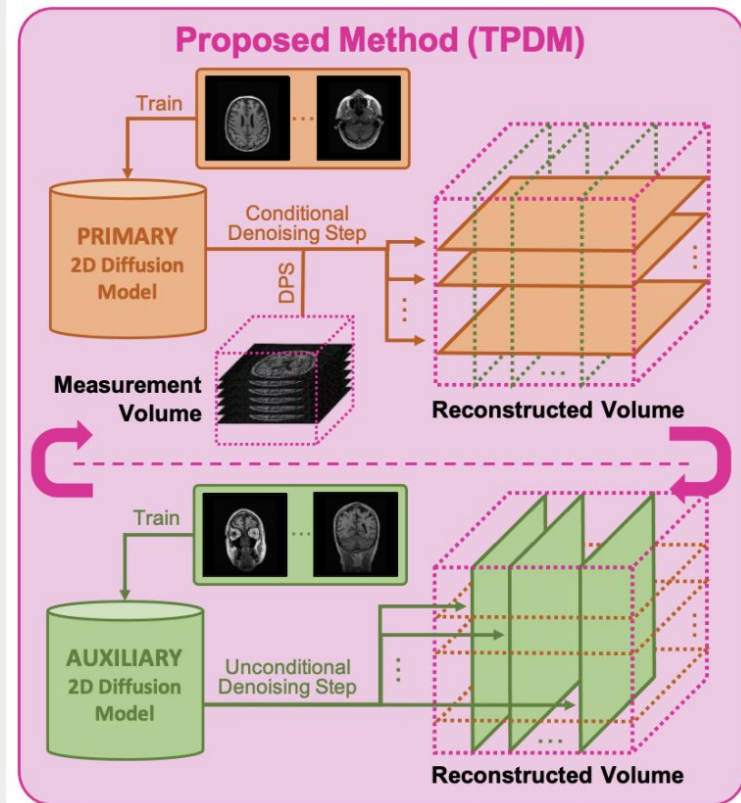 Proposed Method (TPDM)
Train
PRIMARY
2D Diffusion
Model
Conditional
Denoising Step
DPS
Measurement
Volume
Reconstructed Volume
Train
AUXILIARY
2D Diffusion
Model
Unconditional
Denoising Step
Reconstructed Volume